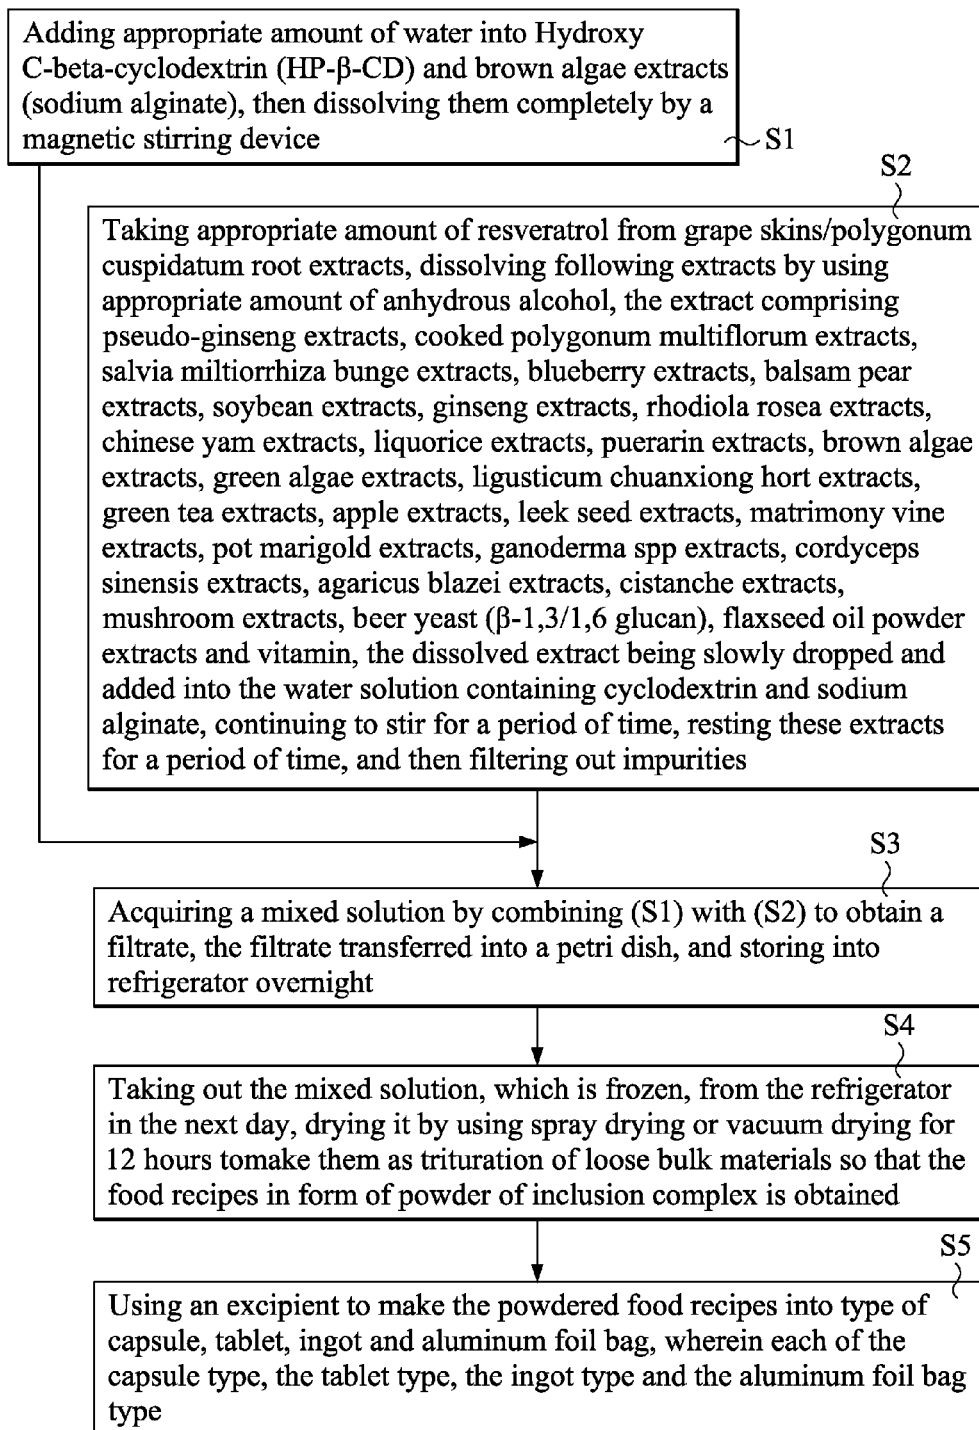 Adding appropriate amount of water into Hydroxy
C-beta-cyclodextrin (HP-β-CD) and brown algae extracts
(sodium alginate), then dissolving them completely by a
magnetic stirring device
S1
S2
Taking appropriate amount of resveratrol from grape skins/polygonum
cuspidatum root extracts, dissolving following extracts by using
appropriate amount of anhydrous alcohol, the extract comprising
pseudo-ginseng extracts, cooked polygonum multiflorum extracts,
salvia miltiorrhiza bunge extracts, blueberry extracts, balsam pear
extracts, soybean extracts, ginseng extracts, rhodiola rosea extracts,
chinese yam extracts, liquorice extracts, puerarin extracts, brown algae
extracts, green algae extracts, ligusticum chuanxiong hort extracts,
green tea extracts, apple extracts, leek seed extracts, matrimony vine
extracts, pot marigold extracts, ganoderma spp extracts, cordyceps
sinensis extracts, agaricus blazei extracts, cistanche extracts,
mushroom extracts, beer yeast (β-1,3/1,6 glucan), flaxseed oil powder
extracts and vitamin, the dissolved extract being slowly dropped and
added into the water solution containing cyclodextrin and sodium
alginate, continuing to stir for a period of time, resting these extracts
for a period of time, and then filtering out impurities
S3
Acquiring a mixed solution by combining (S1) with (S2) to obtain a
filtrate, the filtrate transferred into a petri dish, and storing into
refrigerator overnight
S4
Taking out the mixed solution, which is frozen, from the refrigerator
in the next day, drying it by using spray drying or vacuum drying for
12 hours tomake them as trituration of loose bulk materials so that the
food recipes in form of powder of inclusion complex is obtained
S5
Using an excipient to make the powdered food recipes into type of
capsule, tablet, ingot and aluminum foil bag, wherein each of the
capsule type, the tablet type, the ingot type and the aluminum foil bag
type